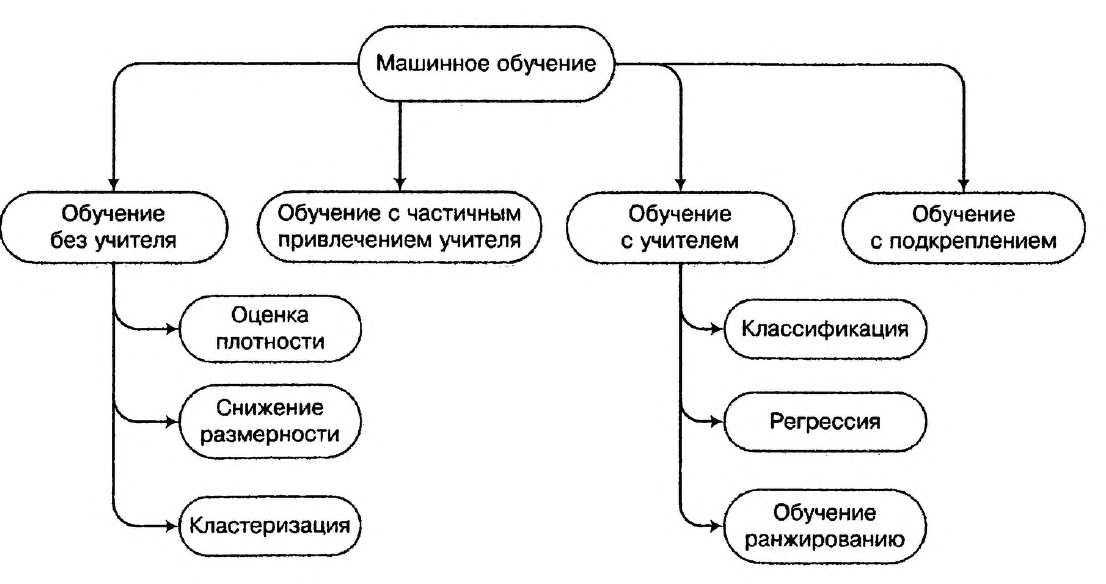 Машинное обучение
Обучение
без учителя
Обучение с частичным
привлечением учителя
Обучение
с учителем
Обучение
с подкреплением
Оценка
плотности
Снижение
размерности
Кластеризация
Классификация
Регрессия
Обучение
ранжированию